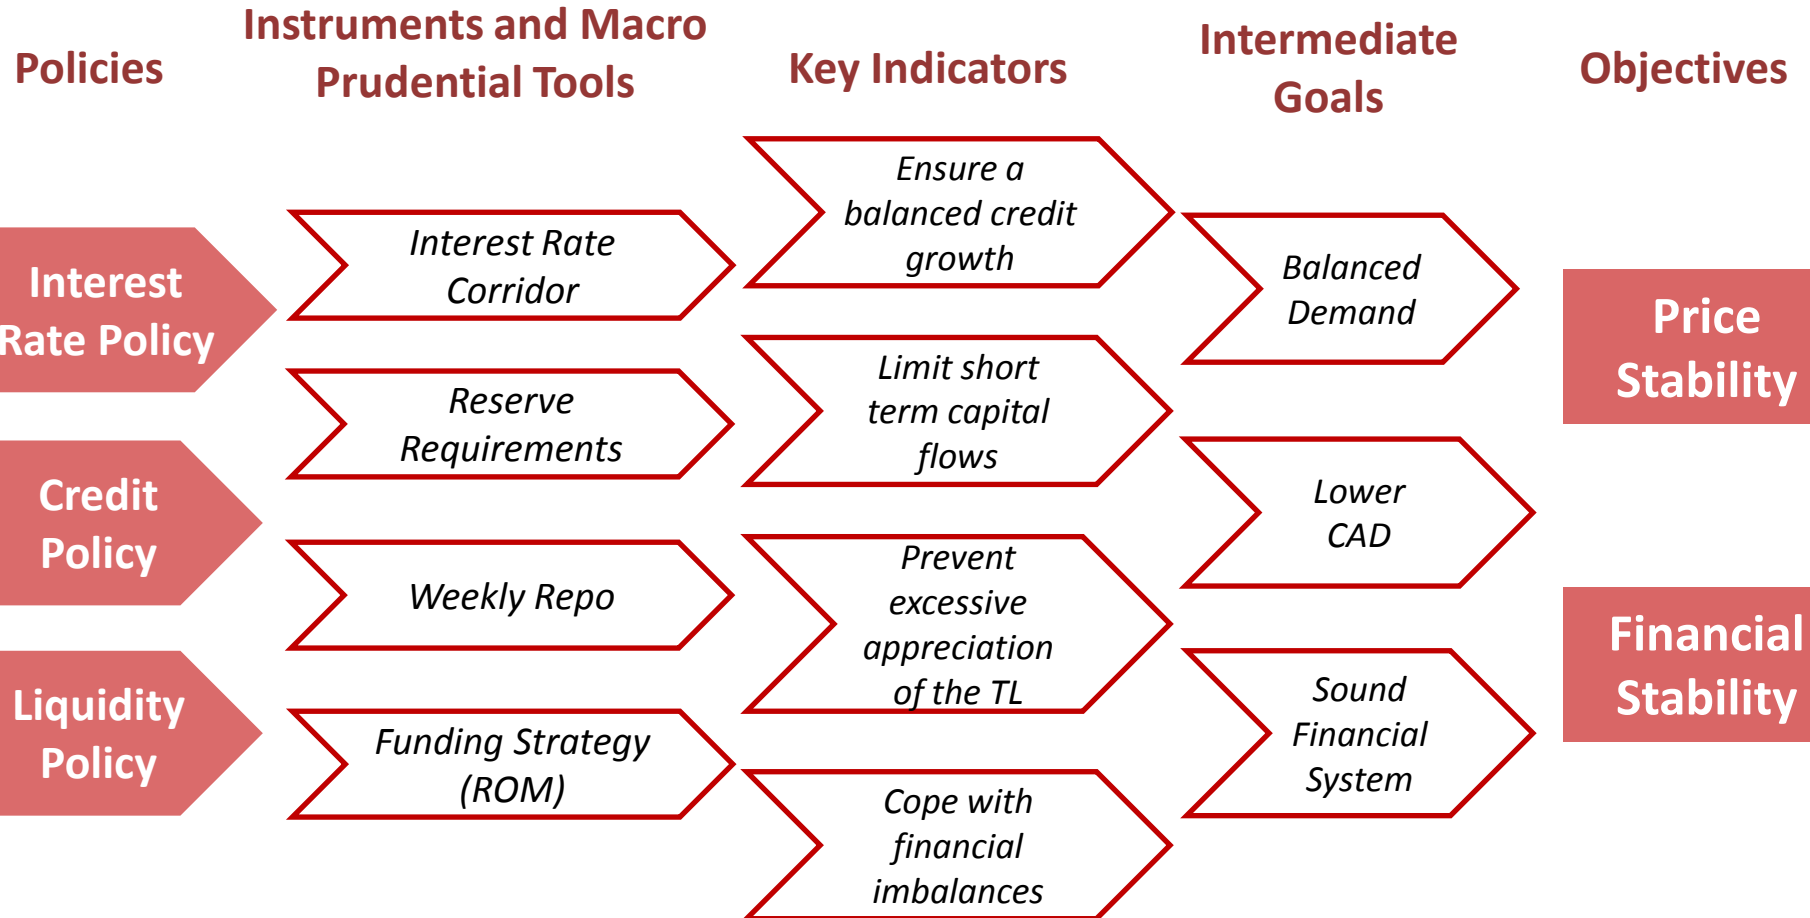 Policies
Instruments and Macro
Prudential Tools
Key Indicators
Intermediate
Goals
Objectives
Interest
Rate Policy
Credit
Policy
Liquidity
Policy
Interest Rate
Corridor
Reserve
Requirements
Weekly Repo
Funding Strategy
(ROM)
Ensure a
balanced credit
growth
Limit short
term capital
flows
Prevent
excessive
appreciation
of the TL
Cope with
financial
imbalances
Balanced
Demand
Lower
CAD
Sound
Financial
System
Price
Stability
Financial
Stability